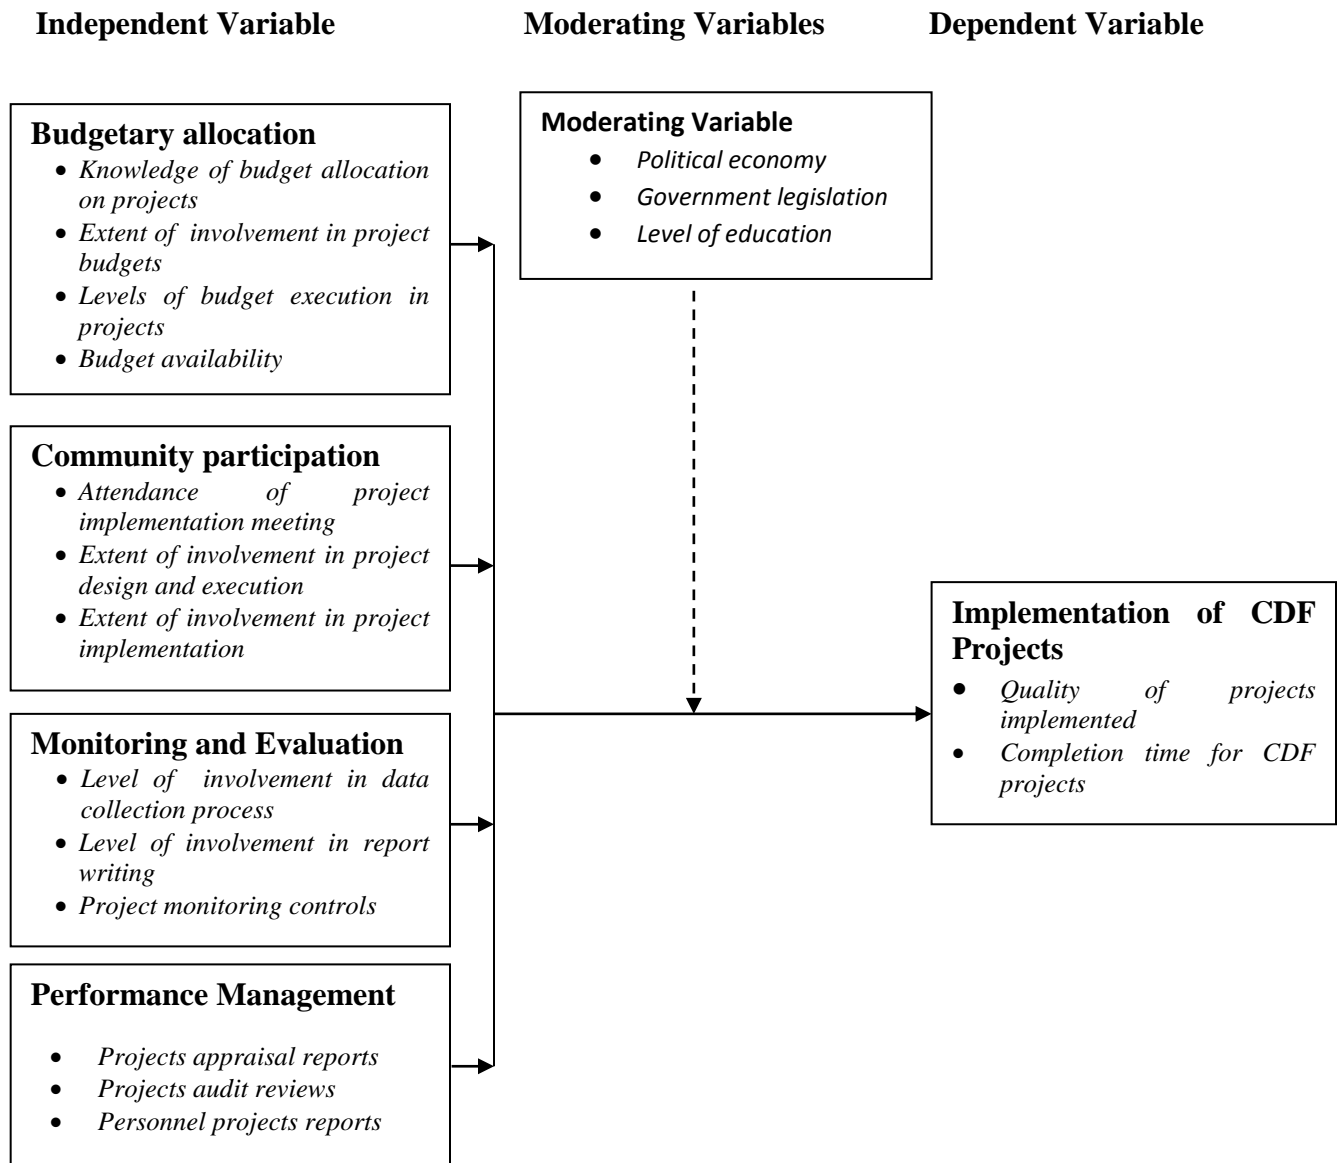 Independent Variable
Moderating Variables
Dependent Variable
Budgetary allocation
• Knowledge of budget allocation
on projects
• Extent of involvement in project
budgets
• Levels of budget execution in
projects
• Budget availability
Moderating Variable
• Political economy
• Government legislation
• Level of education
Community participation
• Attendance of project
implementation meeting
• Extent of involvement in project
design and execution
• Extent of involvement in project
implementation
Monitoring and Evaluation
• Level of involvement in data
collection process
• Level of involvement in report
writing
• Project monitoring controls
Performance Management
• Projects appraisal reports
• Projects audit reviews
• Personnel projects reports
Implementation of CDF
Projects
• Quality of projects
implemented
• Completion time for CDF
projects